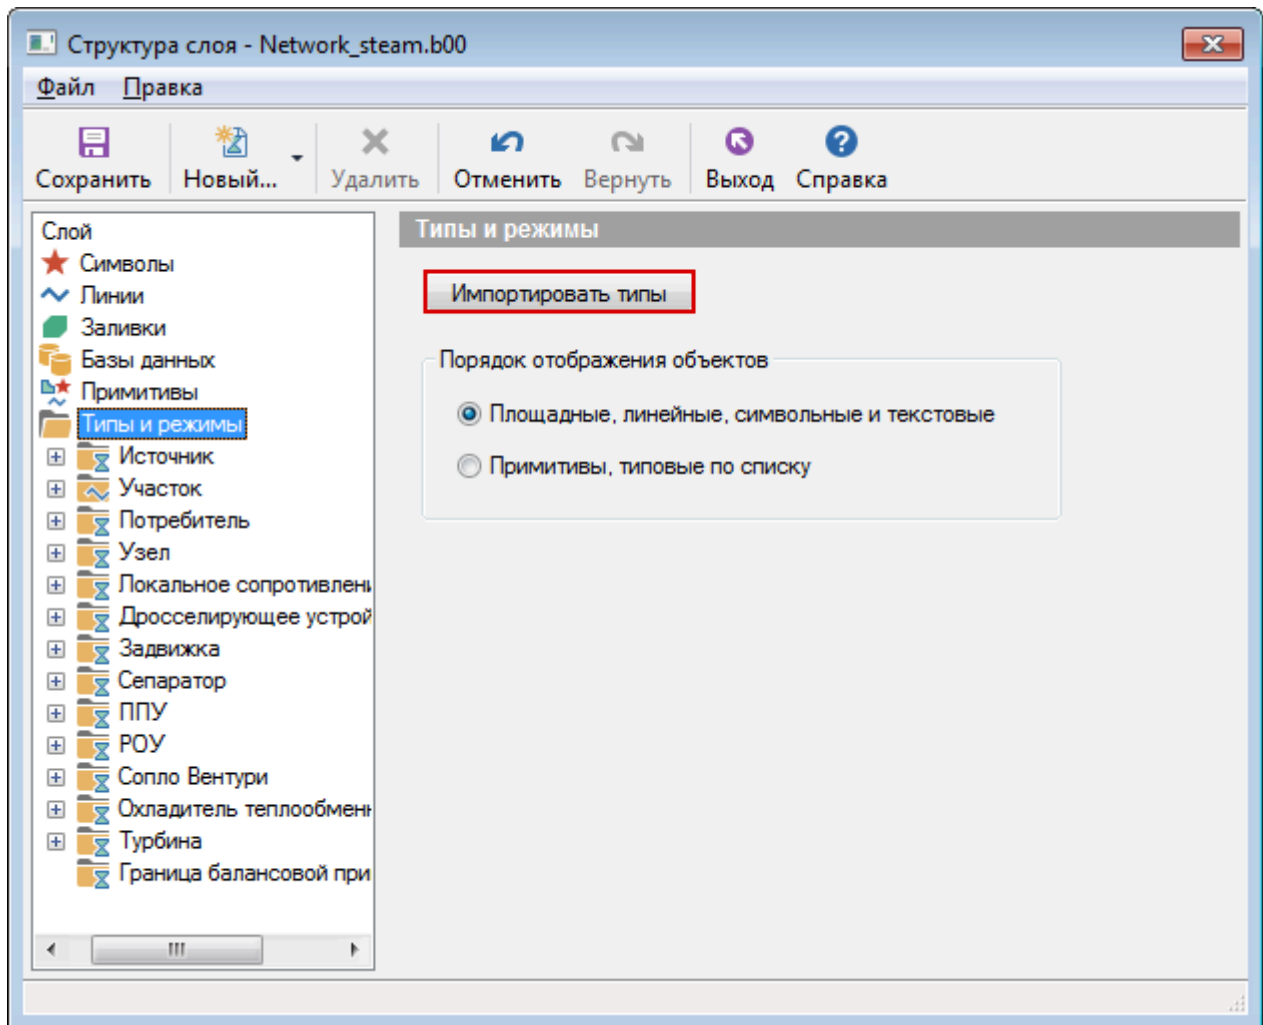 Структура слоя - Network_steam.b00
Файл Правка
Сохранить Новый... Удалить Отменить Вернуть Выход Справка
Слой
Символы
Линии
Заливки
Базы данных
Примитивы
Типы и режимы
Источник
Участок
Потребитель
Узел
Локальное сопротивлен
Дросселирующее устрой
Задвижка
Сепаратор
ППУ
РОУ
Сопло Вентури
Охладитель теплообмен
Турбина
Граница балансовой при
Типы и режимы
Импортировать типы
Порядок отображения объектов
Площадные, линейные, символьные и текстовые
Примитивы, типовые по списку